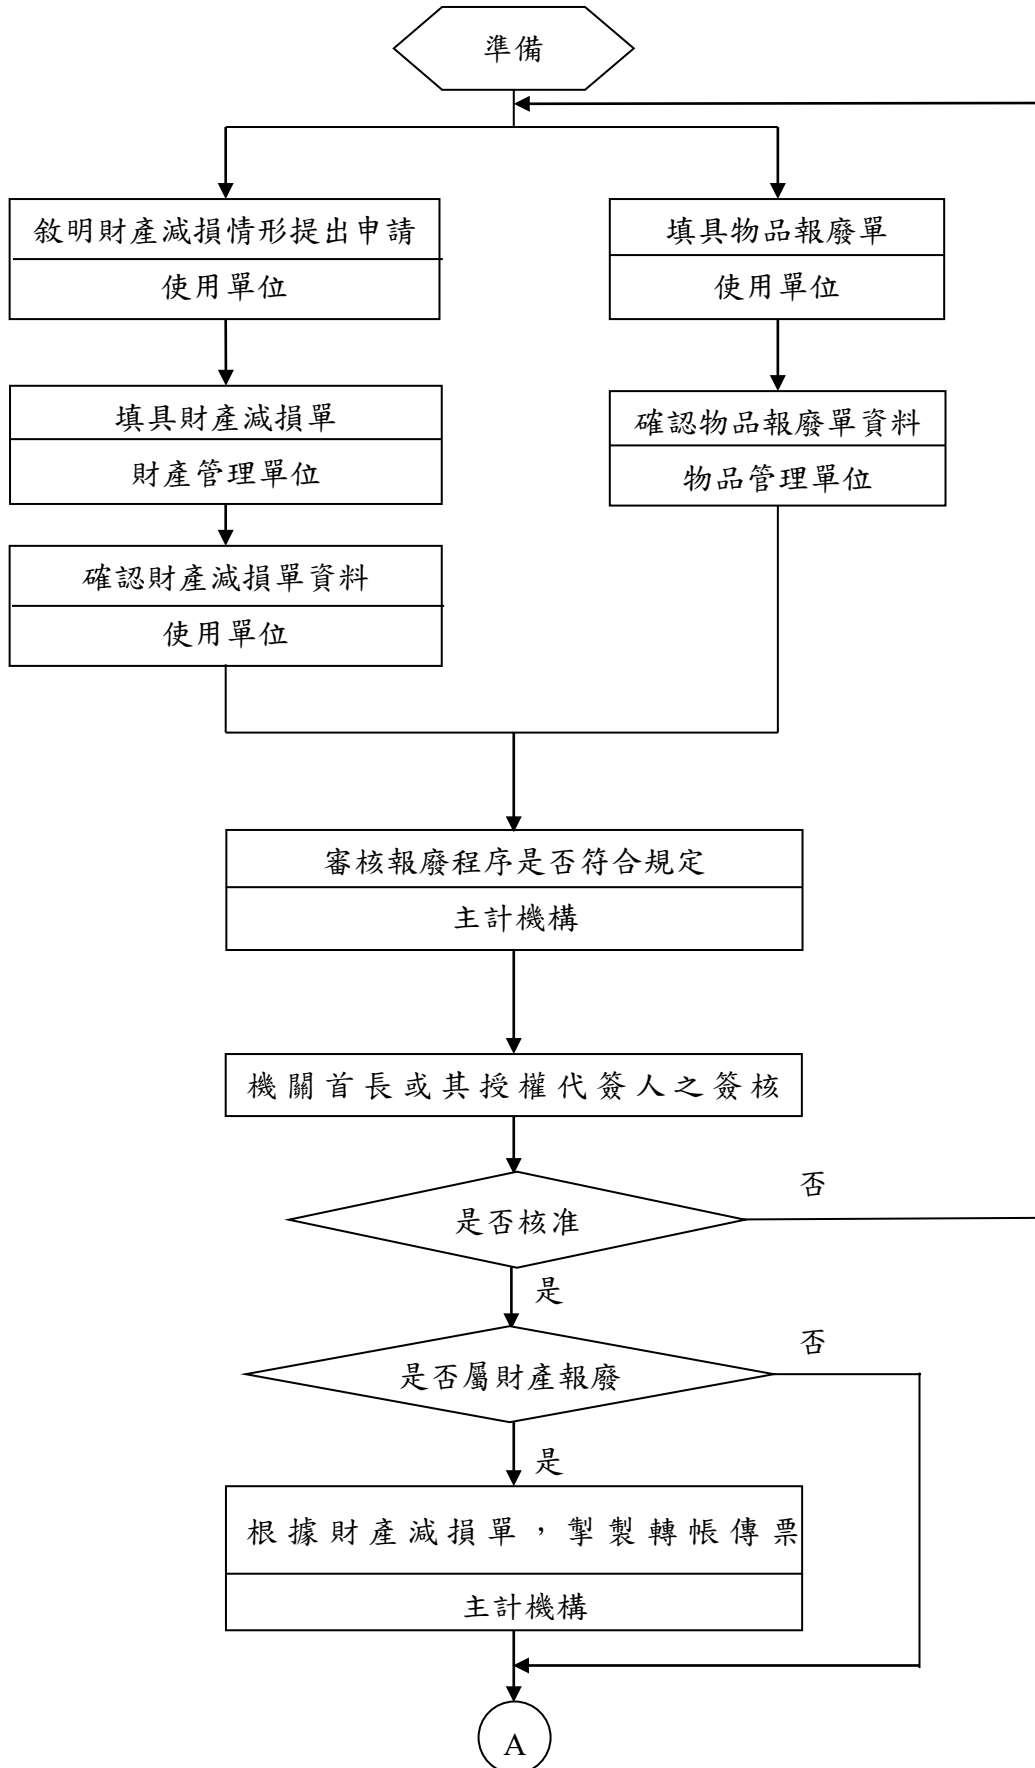 準備
敘明財產減損情形提出申請
使用單位
填具物品報廢單
使用單位
填具財產減損單
財產管理單位
確認物品報廢單資料
物品管理單位
確認財產減損單資料
使用單位
審核報廢程序是否符合規定
主計機構
機關首長或其授權代簽人之簽核
否
是否核准
是
否
是否屬財產報廢
是
根據財產減損單，掣製轉帳傳票
主計機構
A